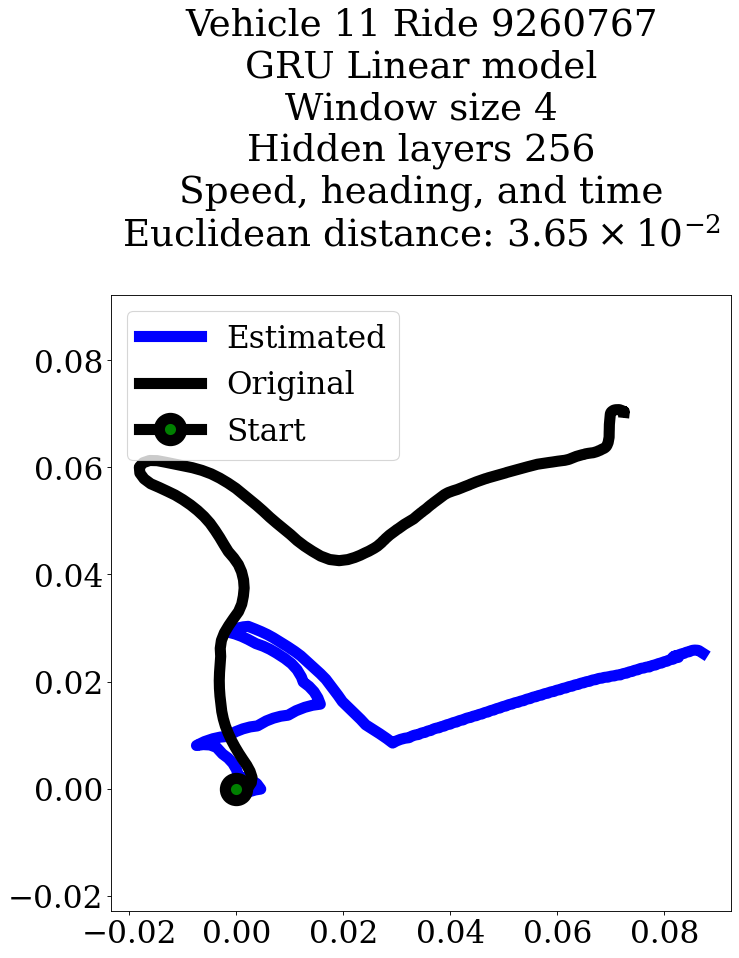 Vehicle 11 Ride 9260767
GRU Linear model
Window size 4
Hidden layers 256
Speed, heading, and time
Euclidean distance: 3.65 × 10⁻²
Estimated
Original
Start
0.08
0.06
0.04
0.02
0.00
−0.02
−0.02 0.00 0.02 0.04 0.06 0.08